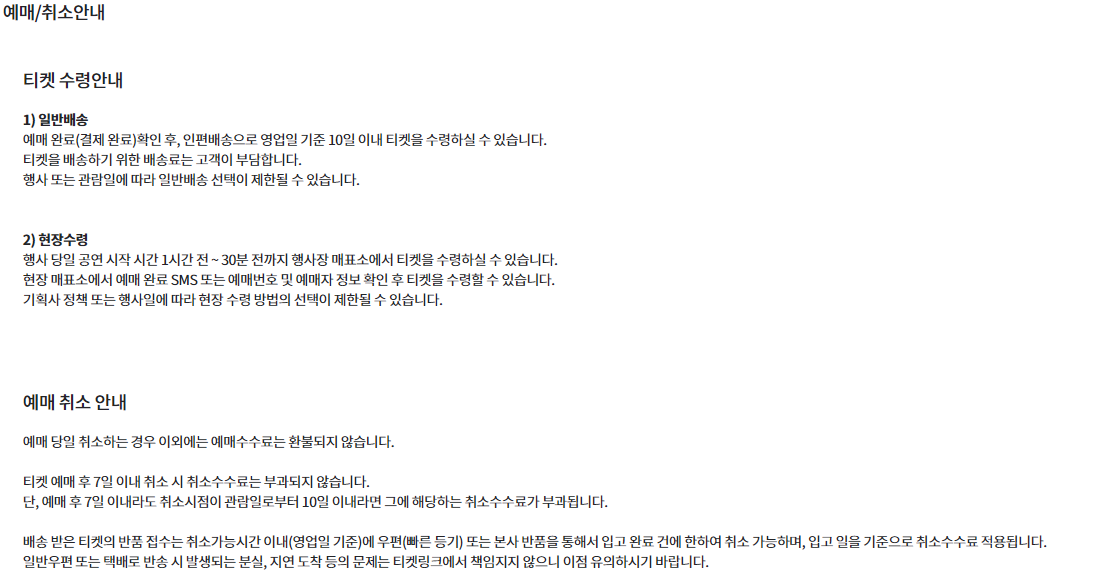 예매/취소안내
티켓 수령안내
1) 일반배송
예매 완료(결제 완료)확인 후, 인편배송으로 영업일 기준 10일 이내 티켓을 수령하실 수 있습니다.
티켓을 배송하기 위한 배송료는 고객이 부담합니다.
행사 또는 관람일에 따라 일반배송 선택이 제한될 수 있습니다.
2) 현장수령
행사 당일 공연 시작 시간 1시간 전 ~ 30분 전까지 행사장 매표소에서 티켓을 수령하실 수 있습니다.
현장 매표소에서 예매 완료 SMS 또는 예매번호 및 예매자 정보 확인 후 티켓을 수령할 수 있습니다.
기획사 정책 또는 행사일에 따라 현장 수령 방법의 선택이 제한될 수 있습니다.
예매 취소 안내
예매 당일 취소하는 경우 이외에는 예매수수료는 환불되지 않습니다.
티켓 예매 후 7일 이내 취소 시 취소수수료는 부과되지 않습니다.
단, 예매 후 7일 이내라도 취소시점이 관람일로부터 10일 이내라면 그에 해당하는 취소수수료가 부과됩니다.
배송 받은 티켓의 반품 접수는 취소가능시간 이내(영업일 기준)에 우편(빠른 등기) 또는 본사 반품을 통해서 입고 완료 건에 한하여 취소 가능하며, 입고 일을 기준으로 취소수수료 적용됩니다.
일반우편 또는 택배로 반송 시 발생되는 분실, 지연 도착 등의 문제는 티켓링크에서 책임지지 않으니 이점 유의하시기 바랍니다.